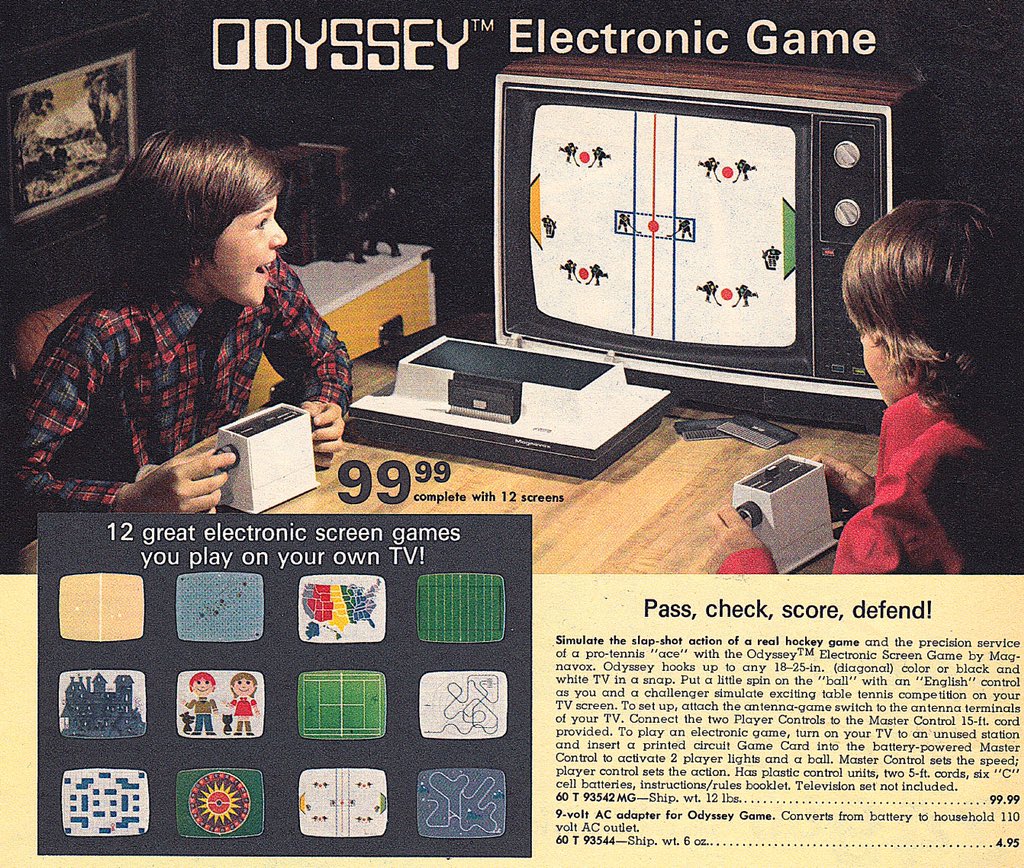 ODYSSEY™ Electronic Game
Magnavox
99⁹⁹
complete with 12 screens
12 great electronic screen games
you play on your own TV!
Pass, check, score, defend!
Simulate the slap-shot action of a real hockey game and the precision service
of a pro-tennis "ace" with the Odyssey™ Electronic Screen Game by Mag-
navox. Odyssey hooks up to any 18-25-in. (diagonal) color or black and
white TV in a snap. Put a little spin on the "ball" with an "English" control
as you and a challenger simulate exciting table tennis competition on your
TV screen. To set up, attach the antenna-game switch to the antenna terminals
of your TV. Connect the two Player Controls to the Master Control 15-ft. cord
provided. To play an electronic game, turn on your TV to an unused station
and insert a printed circuit Game Card into the battery-powered Master
Control to activate 2 player lights and a ball. Master Control sets the speed;
player control sets the action. Has plastic control units, two 5-ft. cords, six "C"
cell batteries, instructions/rules booklet. Television set not included.
60 T 93542 MG—Ship. wt. 12 lbs. . . . . . . . . . . . . . . . . . . . . . . . . . . . . . 99.99
9-volt AC adapter for Odyssey Game. Converts from battery to household 110
volt AC outlet.
60 T 93544—Ship. wt. 6 oz. . . . . . . . . . . . . . . . . . . . . . . . . . . . . . . . . . 4.95